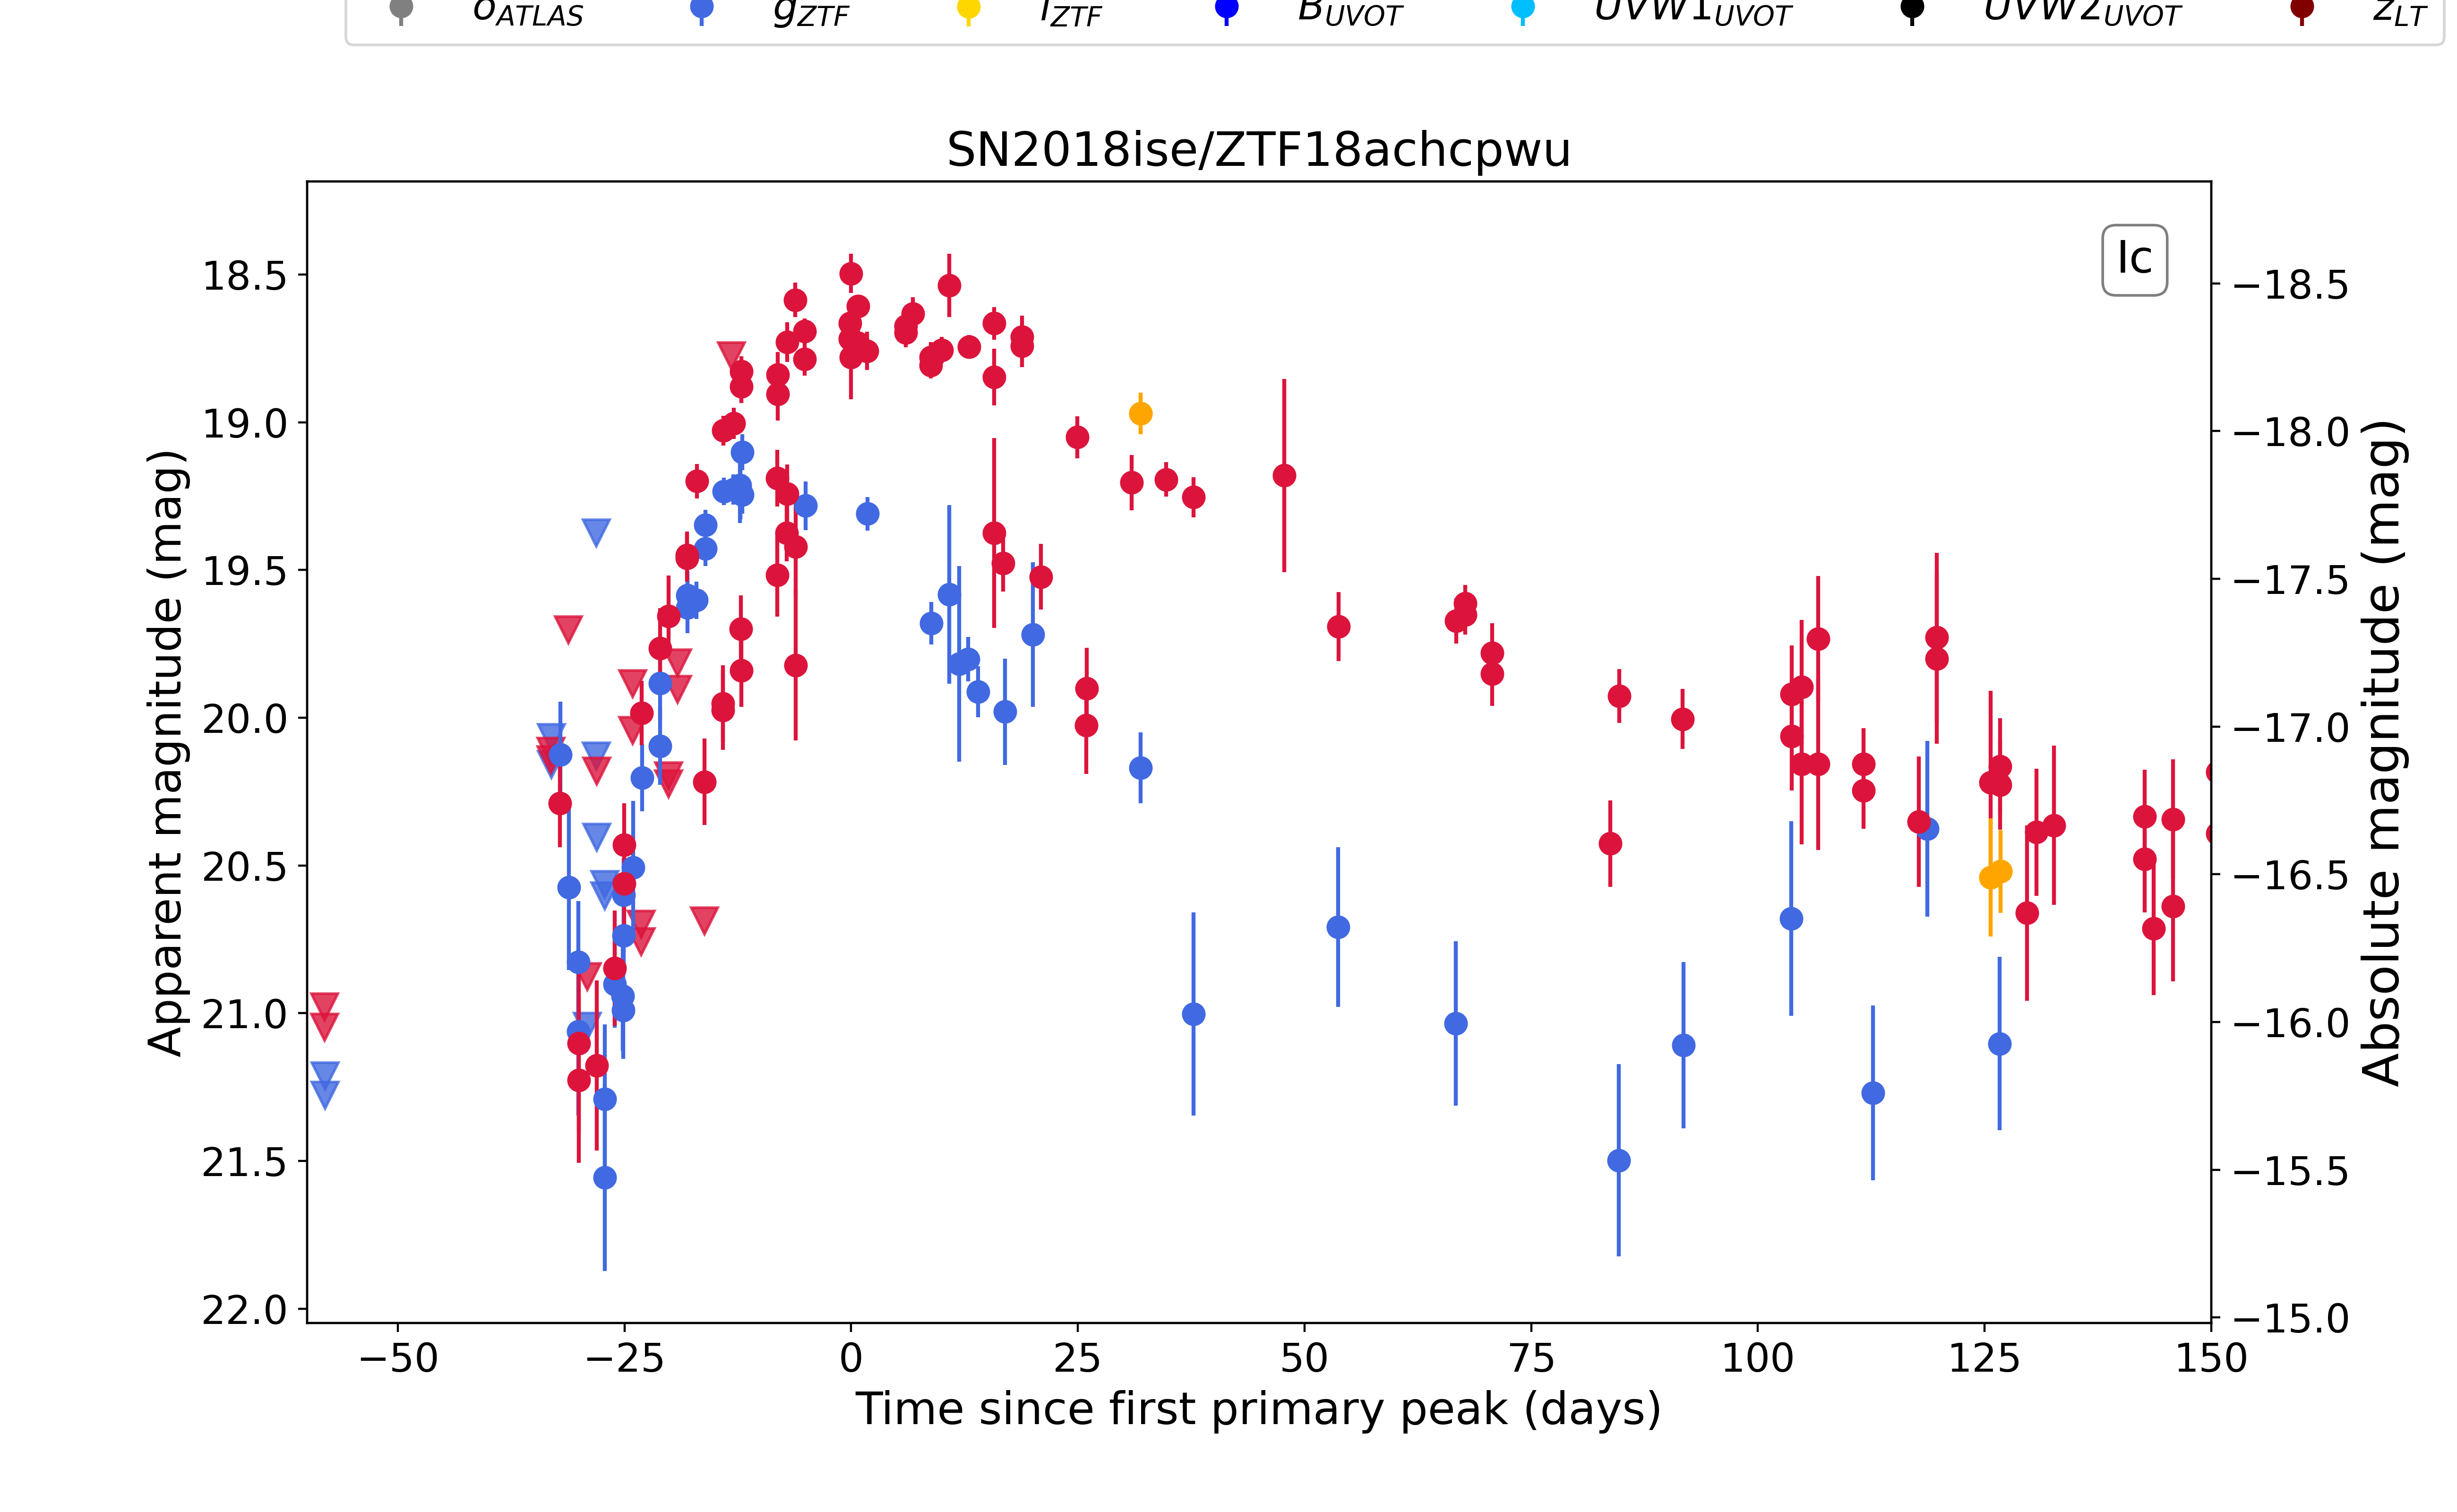 o_ATLAS g_ZTF i_ZTF B_UVOT UVW1_UVOT UVW2_UVOT z_LT
SN2018ise/ZTF18achcpwu
Ic
Apparent magnitude (mag)
18.5
19.0
19.5
20.0
20.5
21.0
21.5
22.0
−18.5
−18.0
−17.5
−17.0
−16.5
−16.0
−15.5
−15.0
Absolute magnitude (mag)
−50 −25 0 25 50 75 100 125 150
Time since first primary peak (days)